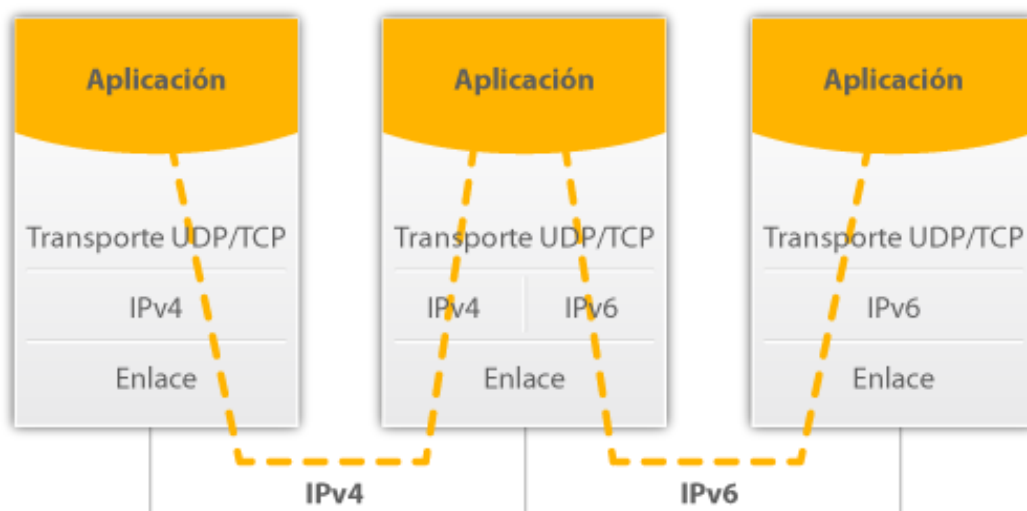 Aplicación
Transporte UDP/TCP
IPv4
Enlace
Aplicación
Transporte UDP/TCP
IPv4 IPv6
Enlace
Aplicación
Transporte UDP/TCP
IPv6
Enlace
IPv4
IPv6